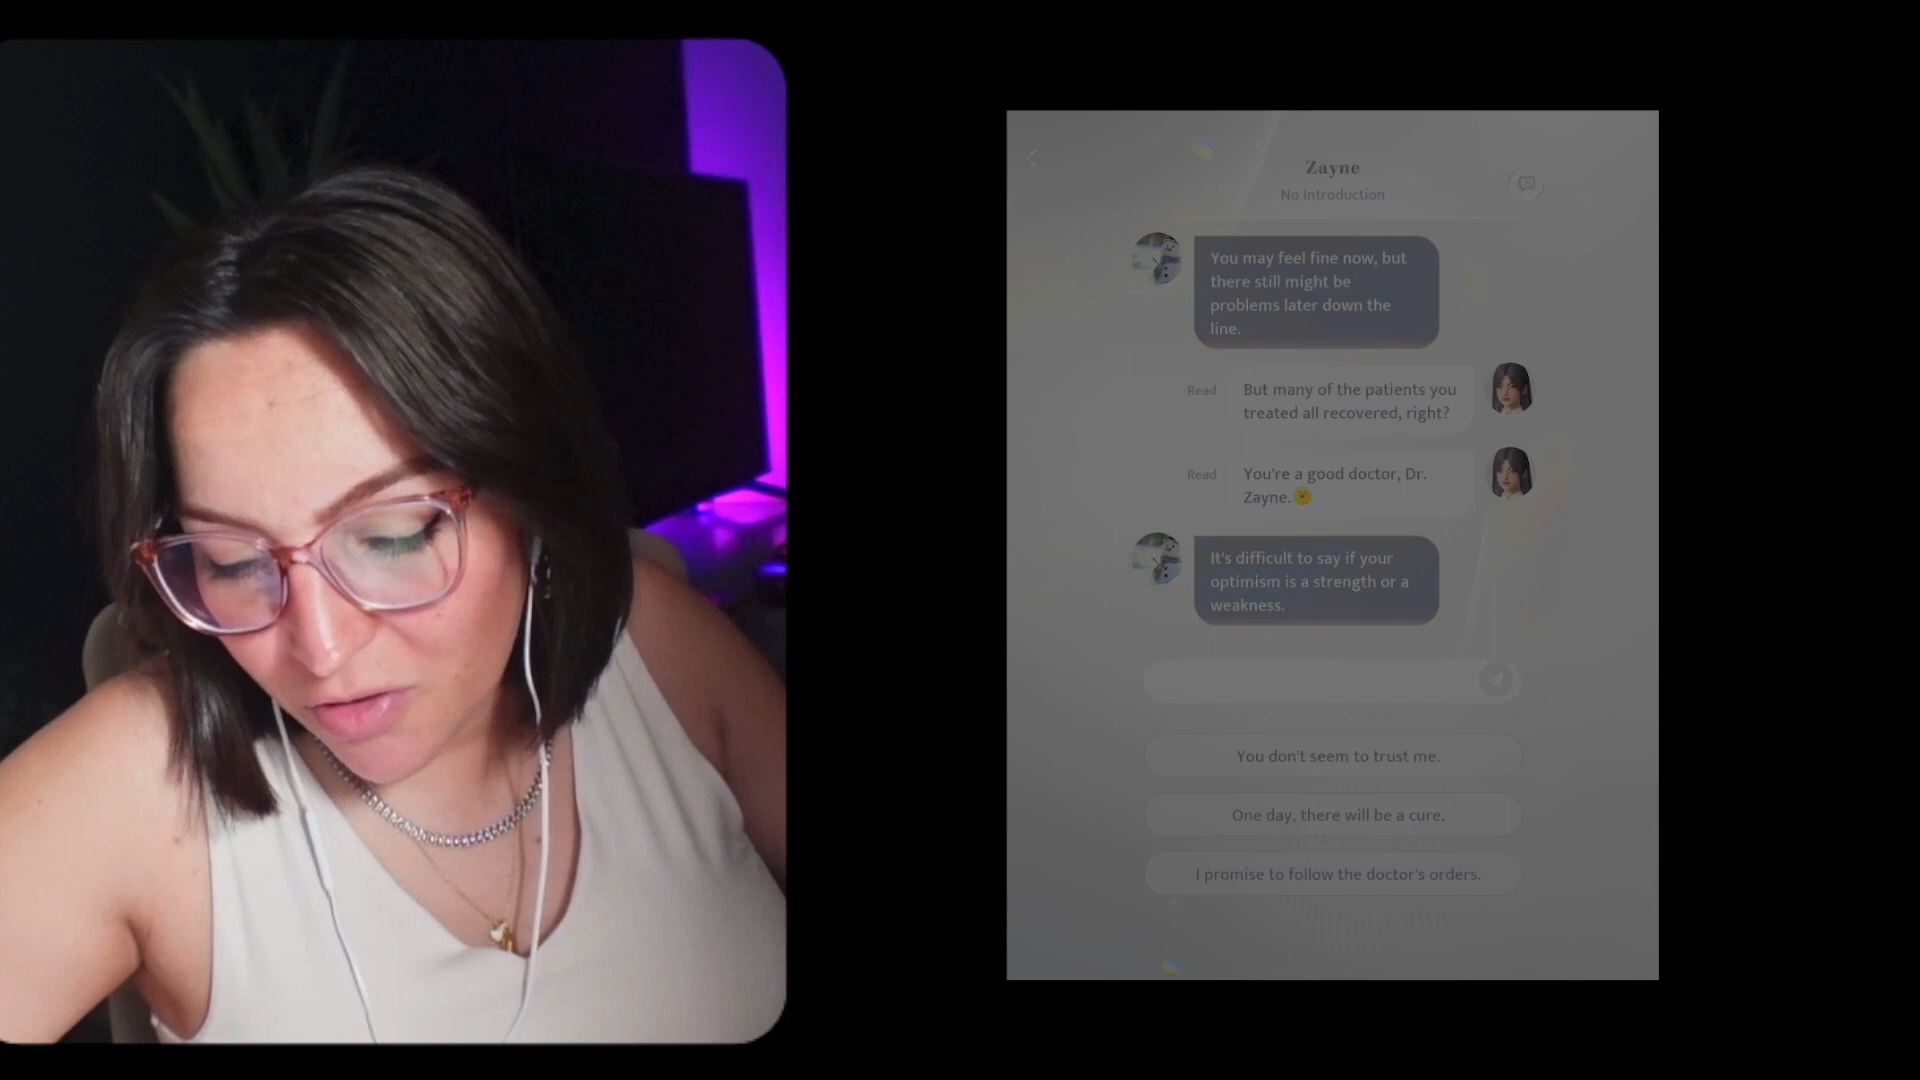 Zayne
No Introduction
You may feel fine now, but
there still might be
problems later down the
line.
Read
But many of the patients you
treated all recovered, right?
Read
You're a good doctor, Dr.
Zayne.
It's difficult to say if your
optimism is a strength or a
weakness.
You don't seem to trust me.
One day, there will be a cure.
I promise to follow the doctor's orders.